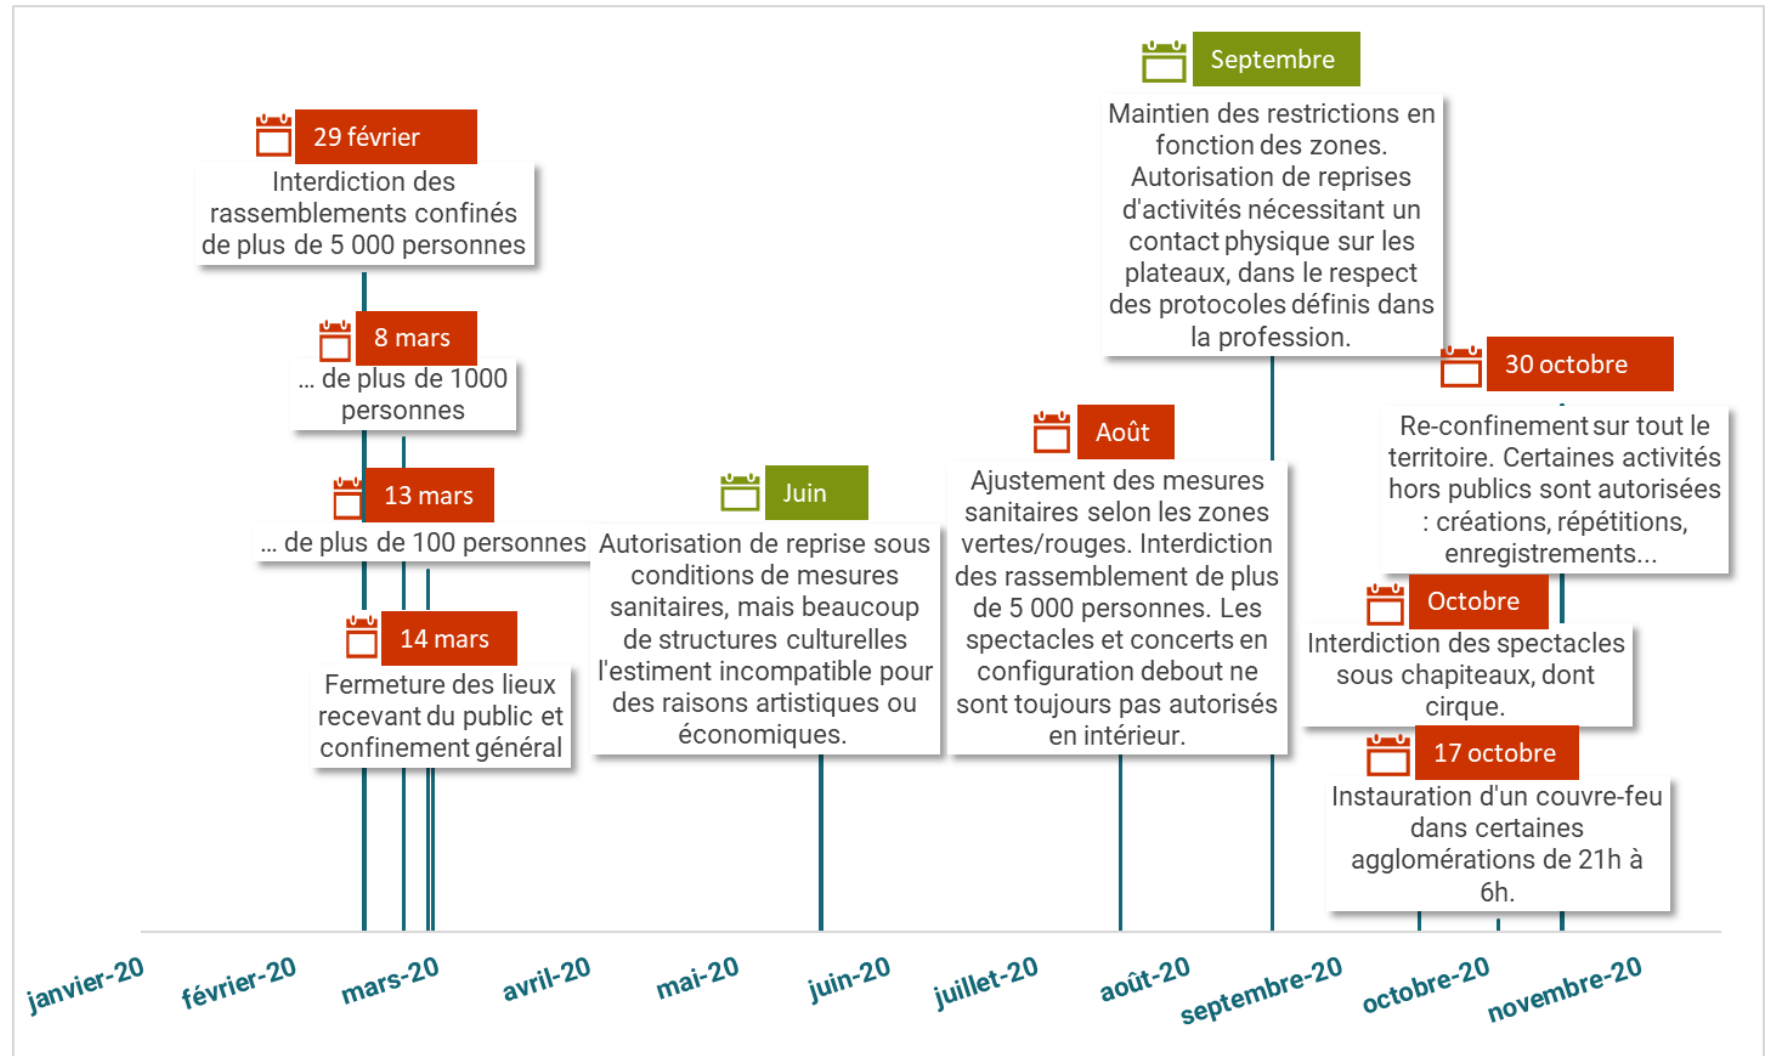 29 février
Interdiction des
rassemblements confinés
de plus de 5 000 personnes
8 mars
... de plus de 1000
personnes
13 mars
... de plus de 100 personnes
14 mars
Fermeture des lieux
recevant du public et
confinement général
Juin
Autorisation de reprise sous
conditions de mesures
sanitaires, mais beaucoup
de structures culturelles
l'estiment incompatible pour
des raisons artistiques ou
économiques.
Août
Ajustement des mesures
sanitaires selon les zones
vertes/rouges. Interdiction
des rassemblement de plus
de 5 000 personnes. Les
spectacles et concerts en
configuration debout ne
sont toujours pas autorisés
en intérieur.
Septembre
Maintien des restrictions en
fonction des zones.
Autorisation de reprises
d'activités nécessitant un
contact physique sur les
plateaux, dans le respect
des protocoles définis dans
la profession.
30 octobre
Re-confinement sur tout le
territoire. Certaines activités
hors publics sont autorisées
: créations, répétitions,
enregistrements...
Octobre
Interdiction des spectacles
sous chapiteaux, dont
cirque.
17 octobre
Instauration d'un couvre-feu
dans certaines
agglomérations de 21h à
6h.
janvier-20
février-20
mars-20
avril-20
mai-20
juin-20
juillet-20
août-20
septembre-20
octobre-20
novembre-20